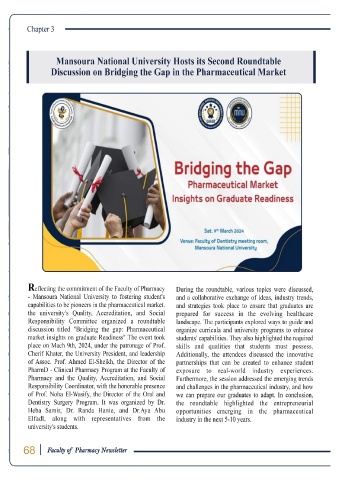 Chapter 3
Mansoura National University Hosts its Second Roundtable
Discussion on Bridging the Gap in the Pharmaceutical Market
Bridging the Gap
Pharmaceutical Market
Insights on Graduate Readiness
Sat. 9th March 2024
Venue: Faculty of Dentistry meeting room,
Mansoura National University
Reflecting the commitment of the Faculty of Pharmacy
- Mansoura National University to fostering student's
capabilities to be pioneers in the pharmaceutical market.
the university's Quality, Accreditation, and Social
Responsibility Committee organized a roundtable
discussion titled "Bridging the gap: Pharmaceutical
market insights on graduate Readiness" The event took
place on Mach 9th, 2024, under the patronage of Prof.
Cherif Khater, the University President, and leadership
of Assoc. Prof. Ahmed El-Sheikh, the Director of the
PharmD - Clinical Pharmacy Program at the Faculty of
Pharmacy and the Quality, Accreditation, and Social
Responsibility Coordinator, with the honorable presence
of Prof. Noha El-Wasify, the Director of the Oral and
Dentistry Surgery Program. It was organized by Dr.
Heba Samir, Dr. Randa Hanie, and Dr.Aya Abu
Elfadl, along with representatives from the
university's students.
During the roundtable, various topics were discussed,
and a collaborative exchange of ideas, industry trends,
and strategies took place to ensure that graduates are
prepared for success in the evolving healthcare
landscape. The participants explored ways to guide and
organize curricula and university programs to enhance
students' capabilities. They also highlighted the required
skills and qualities that students must possess.
Additionally, the attendees discussed the innovative
partnerships that can be created to enhance student
exposure to real-world industry experiences.
Furthermore, the session addressed the emerging trends
and challenges in the pharmaceutical industry, and how
we can prepare our graduates to adapt. In conclusion,
the roundtable highlighted the entrepreneurial
opportunities emerging in the pharmaceutical
industry in the next 5-10 years.
68 Faculty of Pharmacy Newsletter